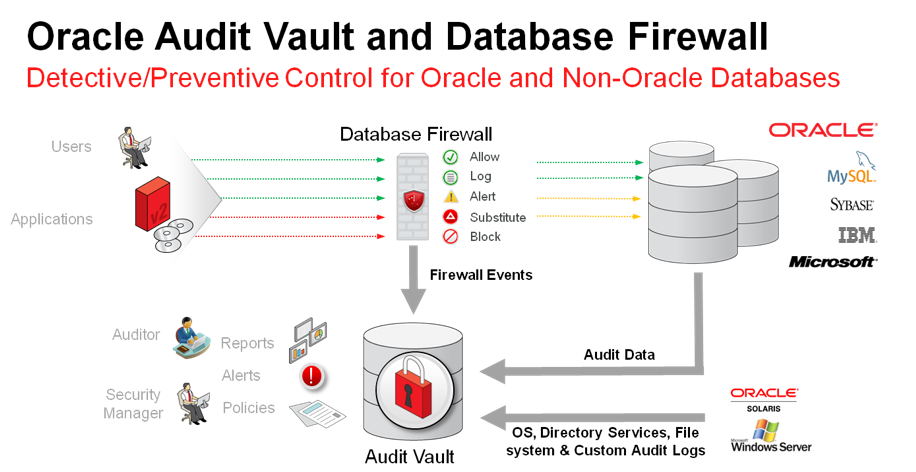 Oracle Audit Vault and Database Firewall
Detective/Preventive Control for Oracle and Non-Oracle Databases
Users
Applications
v2
Database Firewall
Allow
Log
Alert
Substitute
Block
ORACLE
MySQL
SYBASE
IBM
Microsoft
Firewall Events
Auditor
Reports
Alerts
Security
Manager
Policies
Audit Data
Audit Vault
OS, Directory Services, File
system & Custom Audit Logs
ORACLE
SOLARIS
Microsoft
Windows Server